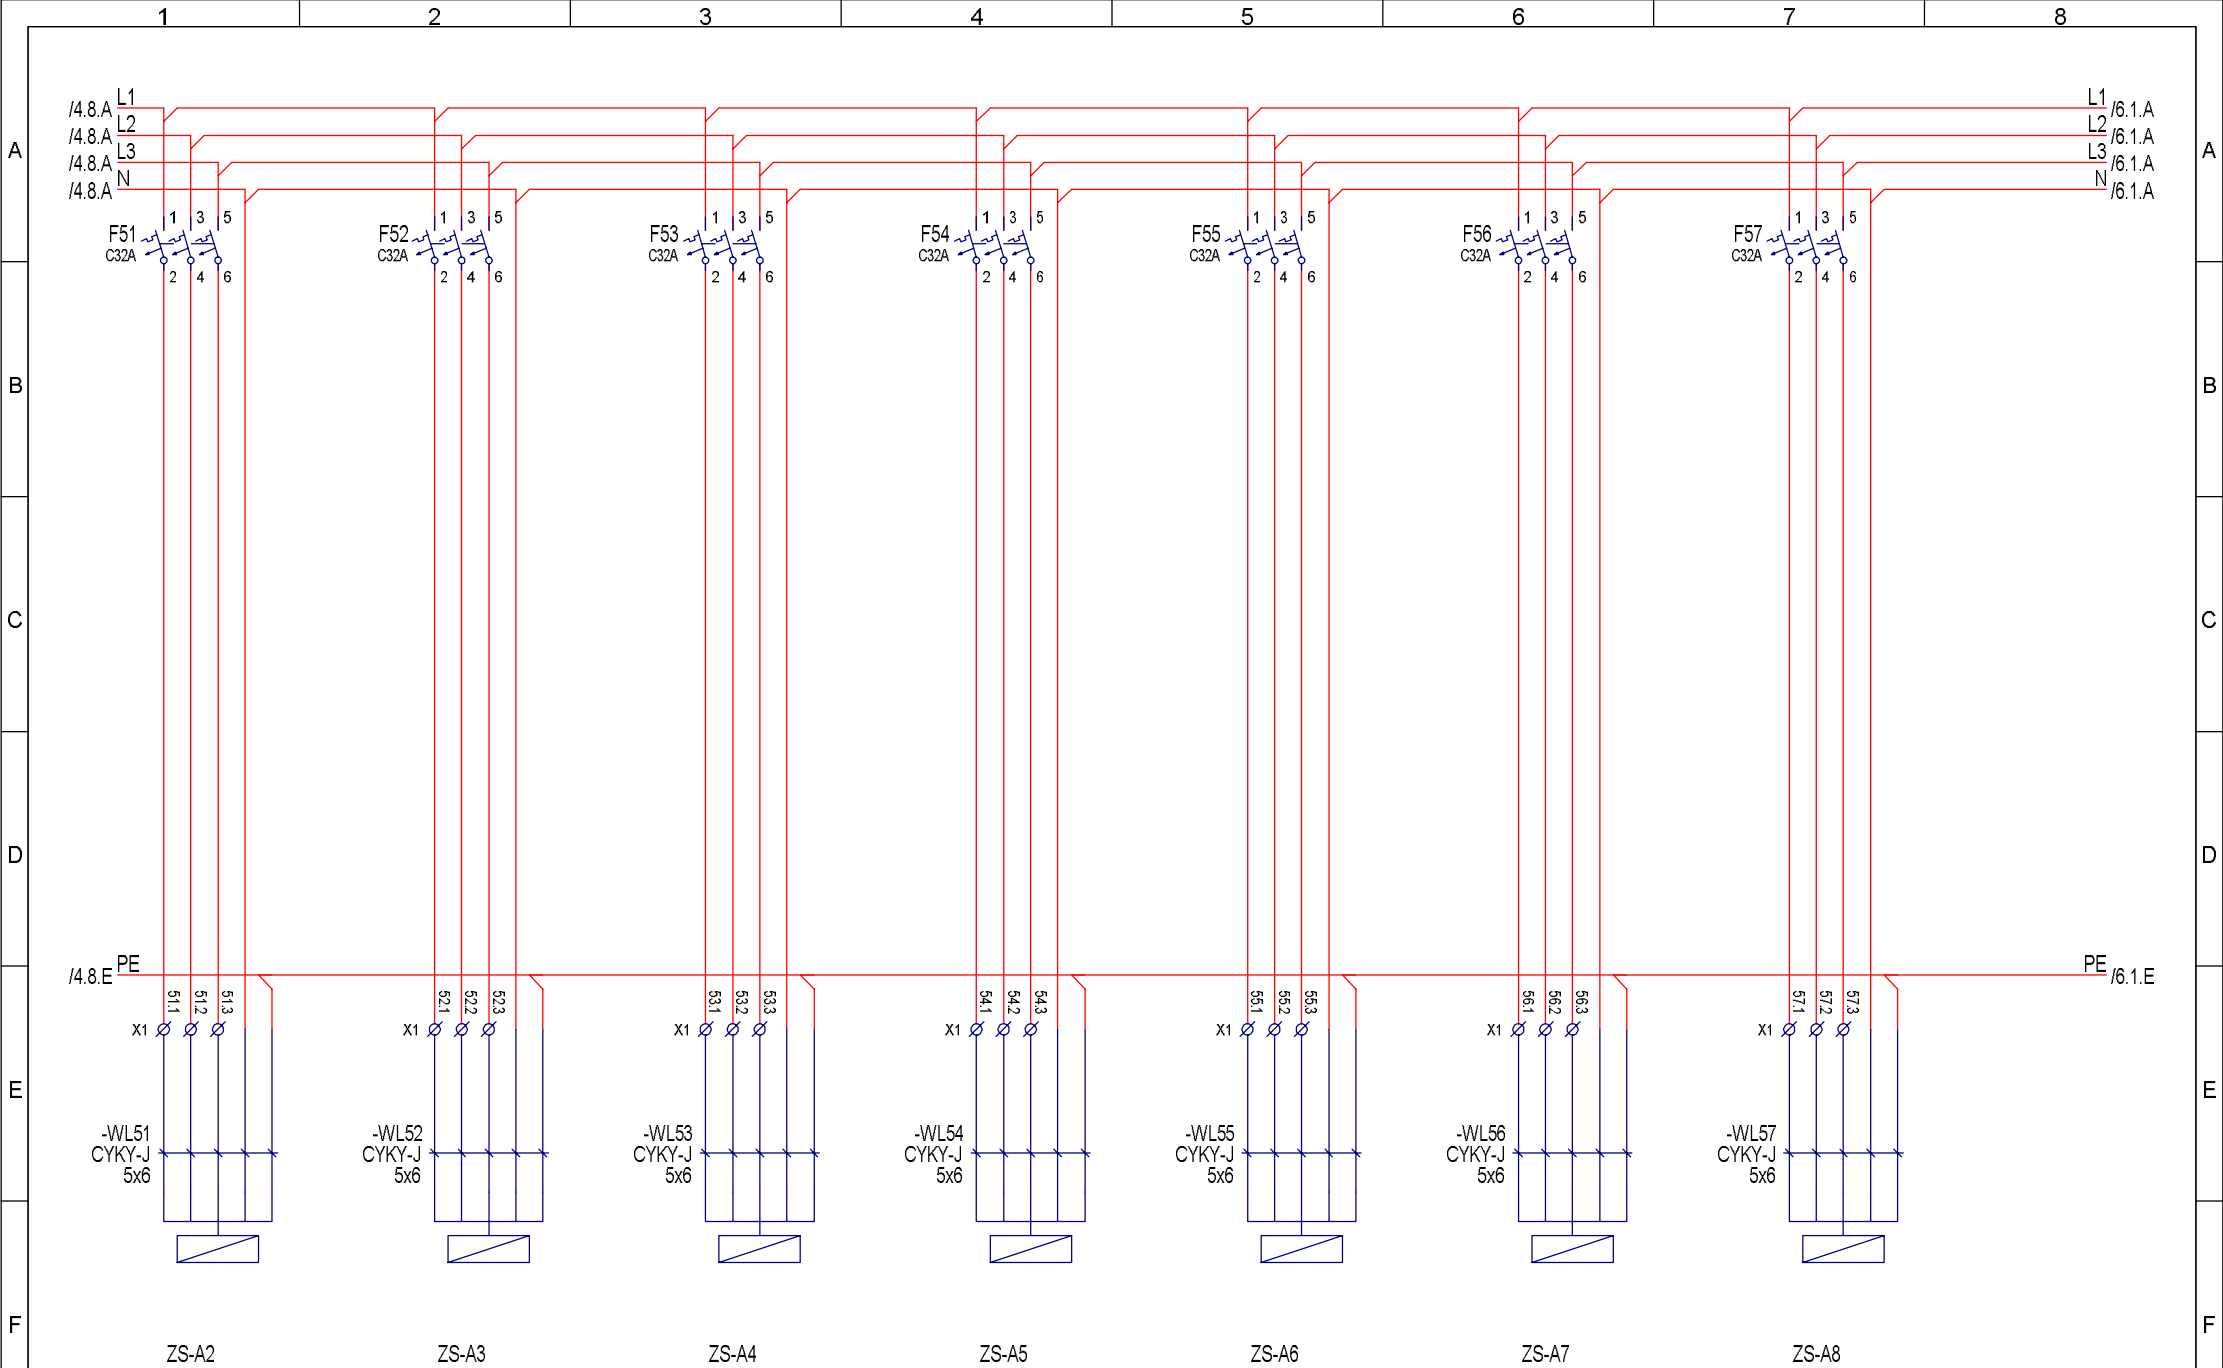 1 2 3 4 5 6 7 8
L1 L1
/4.8.A /6.1.A
L2 L2
/4.8.A /6.1.A
A A
L3 L3
/4.8.A /6.1.A
N N
/4.8.A /6.1.A
1 3 5 1 3 5 1 3 5 1 3 5 1 3 5 1 3 5 1 3 5
F51 F52 F53 F54 F55 F56 F57
C32A C32A C32A C32A C32A C32A C32A
2 4 6 2 4 6 2 4 6 2 4 6 2 4 6 2 4 6 2 4 6
B B
C C
D D
PE PE
/4.8.E /6.1.E
51.1 51.2 51.3 52.1 52.2 52.3 53.1 53.2 53.3 54.1 54.2 54.3 55.1 55.2 55.3 56.1 56.2 56.3 57.1 57.2 57.3
X1 X1 X1 X1 X1 X1 X1
E E
-WL51 -WL52 -WL53 -WL54 -WL55 -WL56 -WL57
CYKY-J CYKY-J CYKY-J CYKY-J CYKY-J CYKY-J CYKY-J
5x6 5x6 5x6 5x6 5x6 5x6 5x6
F F
ZS-A2 ZS-A3 ZS-A4 ZS-A5 ZS-A6 ZS-A7 ZS-A8